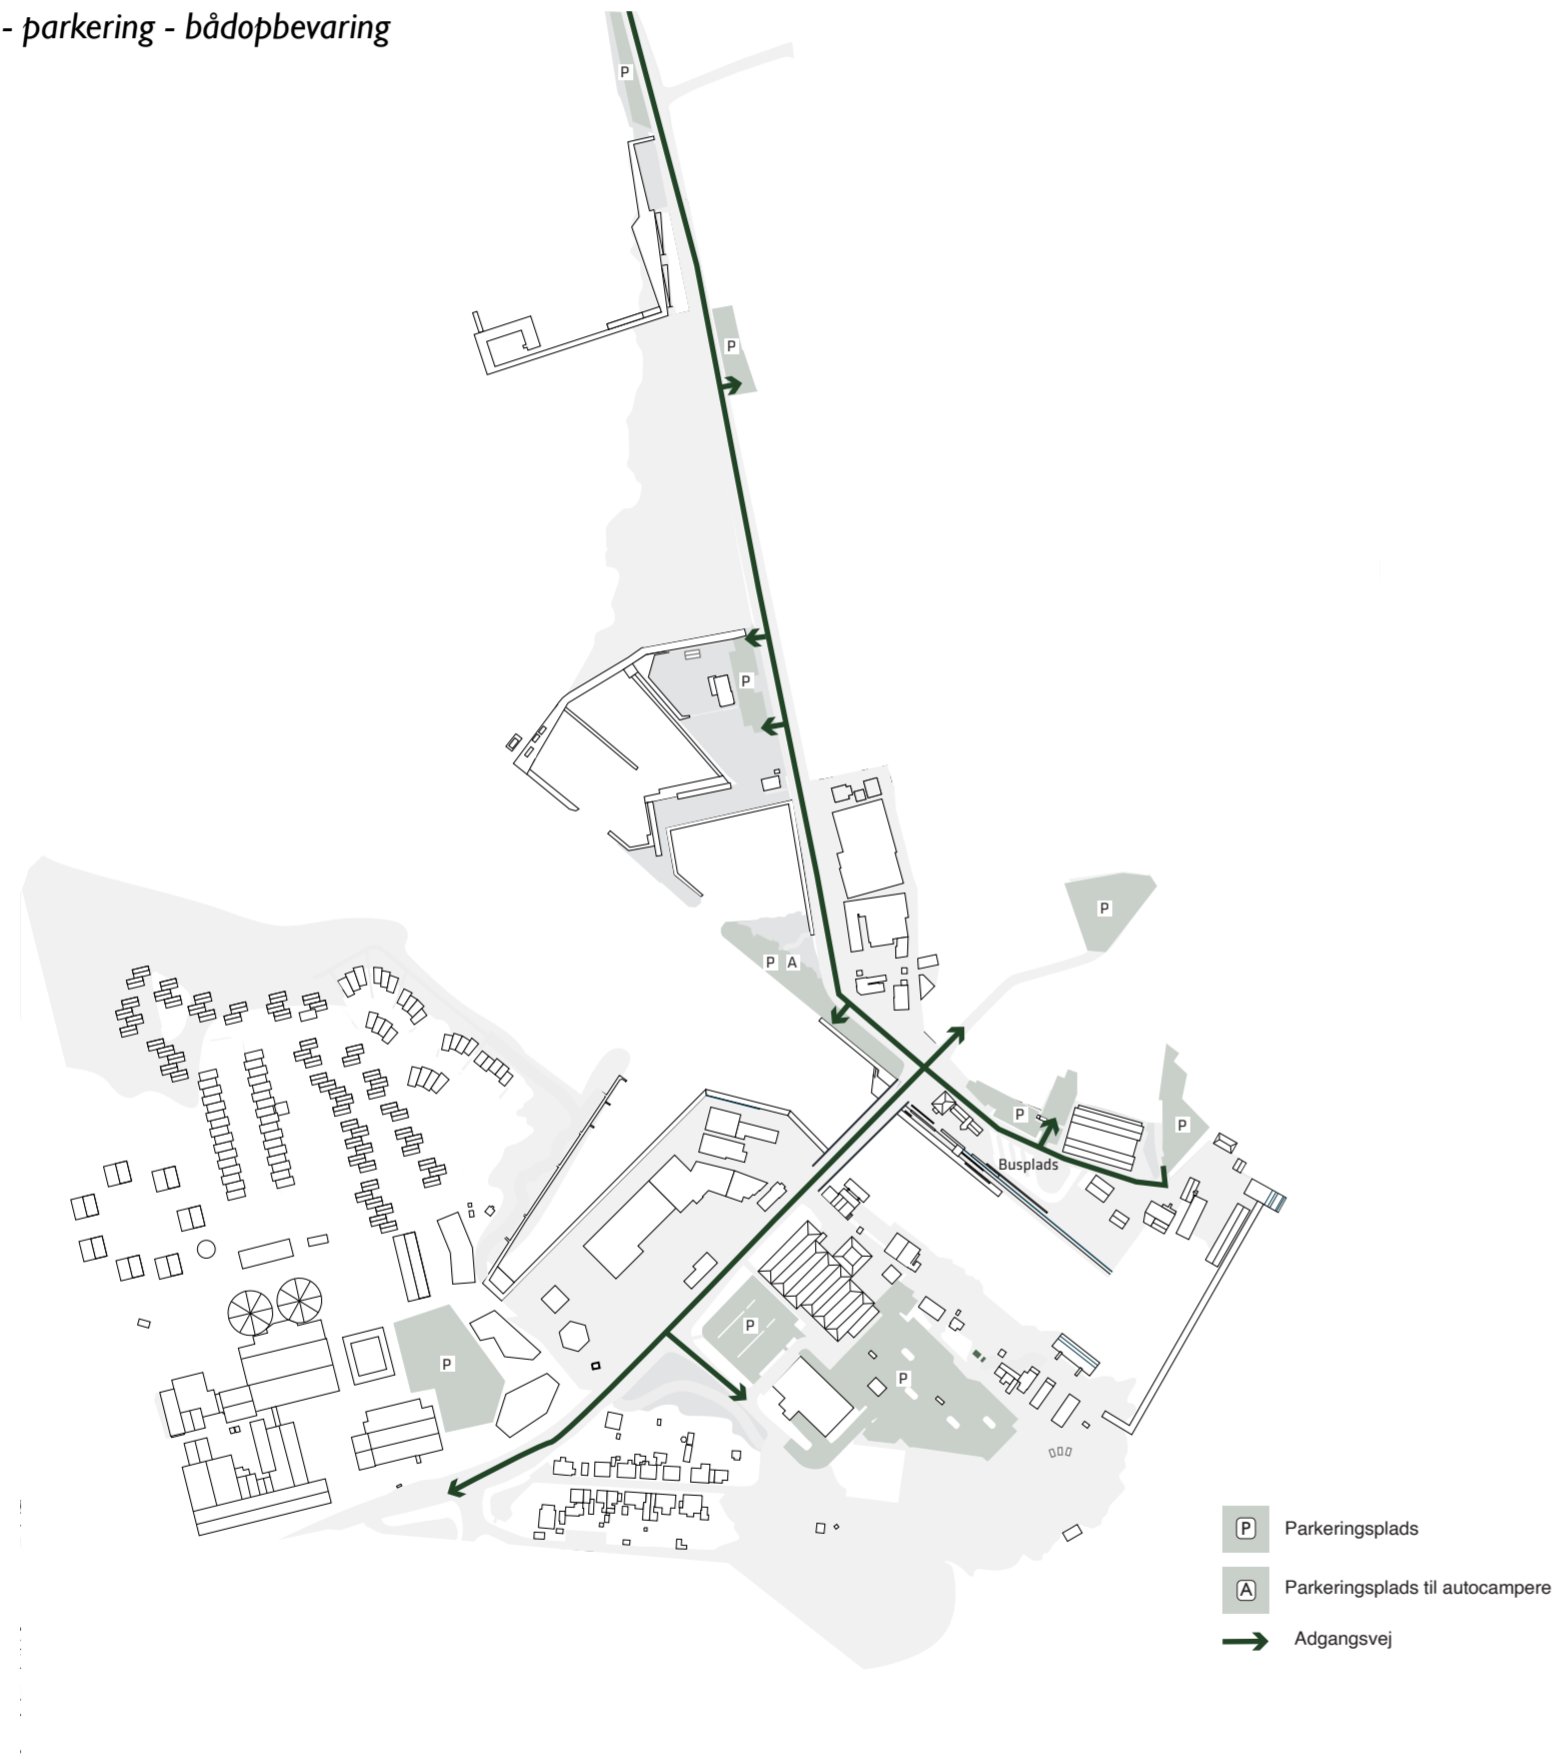 - parkering - bådopbevaring
P
P
P
P
P A
P
Busplads
P
P
P
P
P Parkeringsplads
A Parkeringsplads til autocampere
Adgangsvej